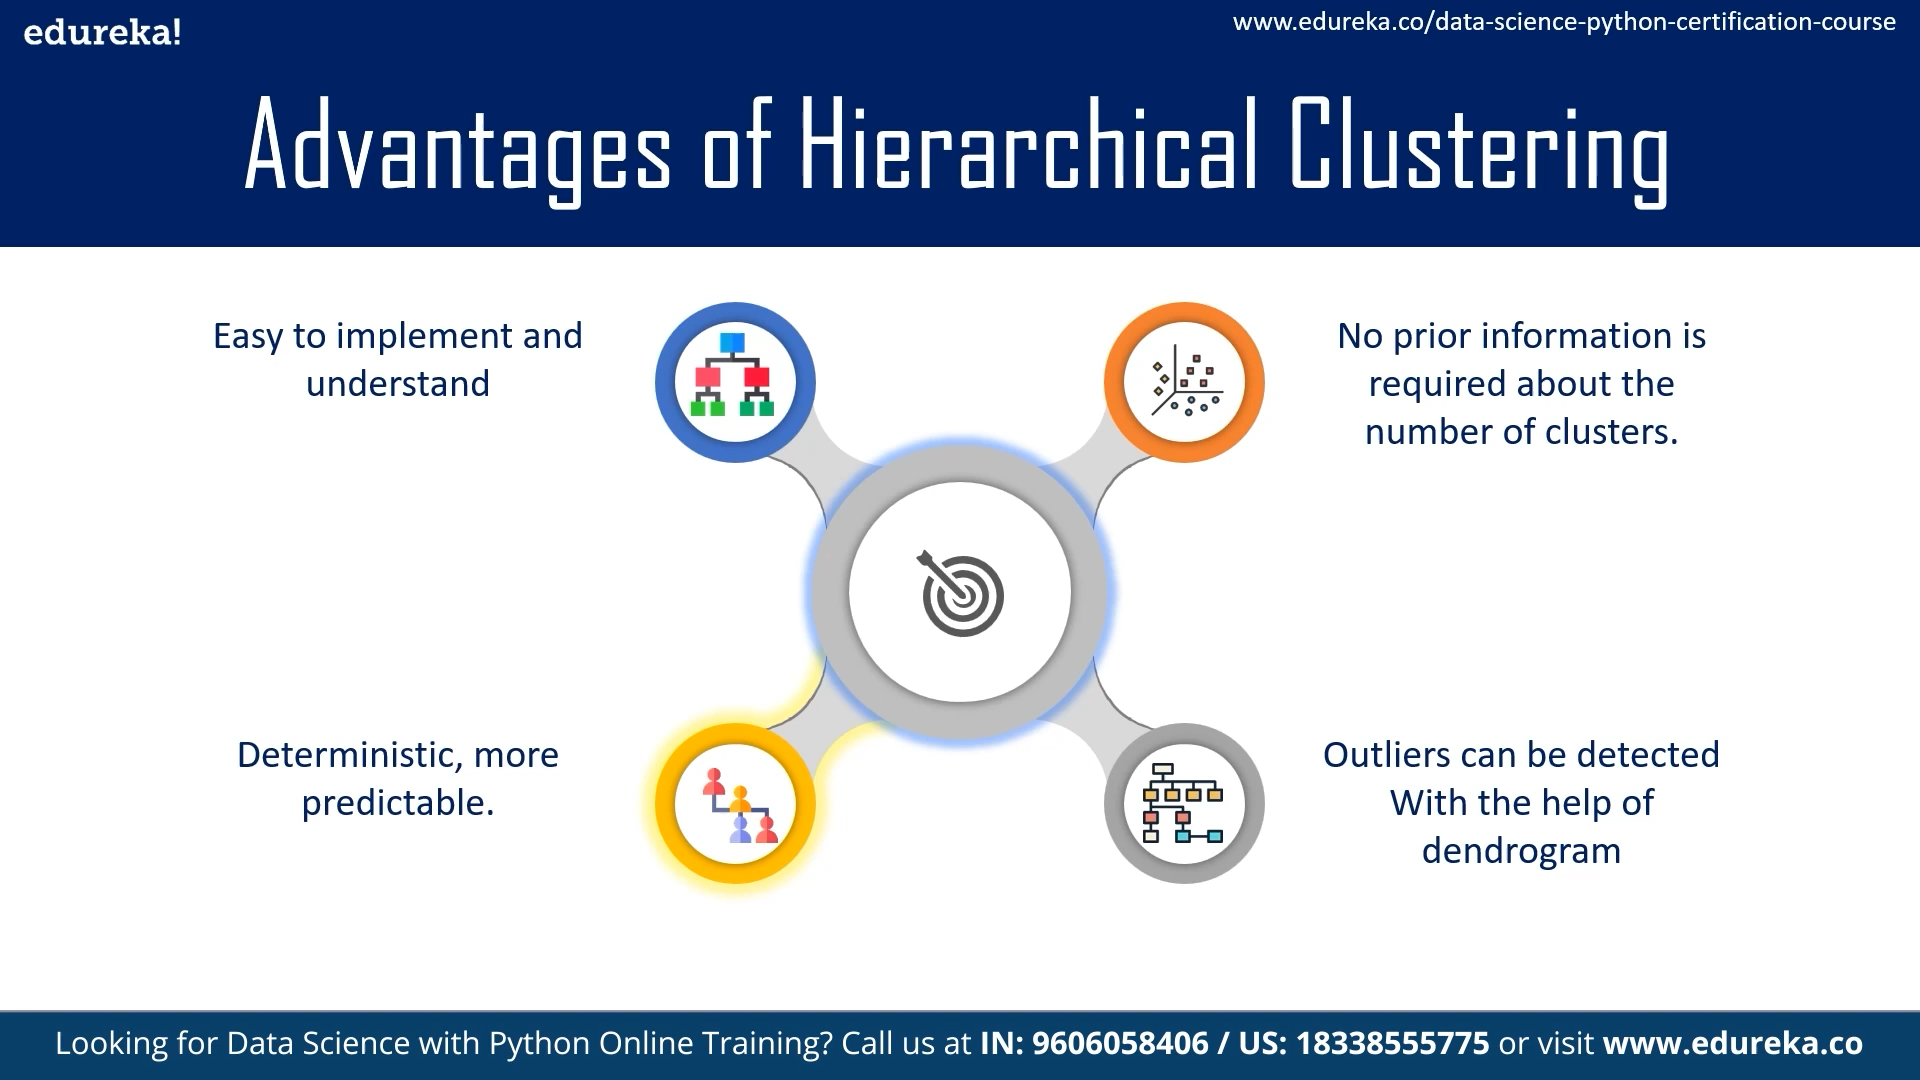 edureka!
www.edureka.co/data-science-python-certification-course
Advantages of Hierarchical Clustering
Easy to implement and
understand
No prior information is
required about the
number of clusters.
Deterministic, more
predictable.
Outliers can be detected
With the help of
dendrogram
Looking for Data Science with Python Online Training? Call us at IN: 9606058406 / US: 18338555775 or visit www.edureka.co